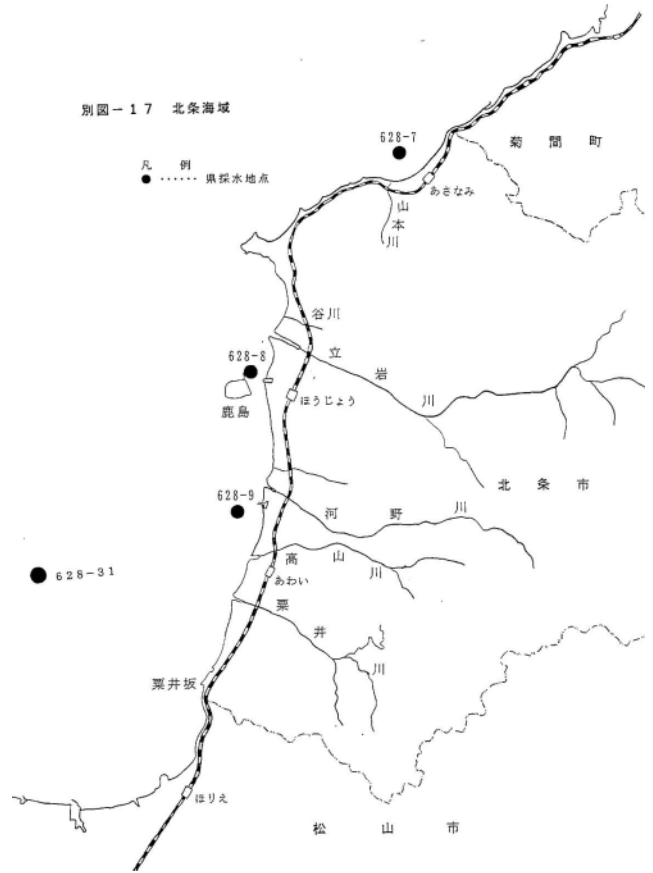 別図－17 北条海域
凡例
● ‥‥‥ 県採水地点
628-7
菊間町
あさなみ
山本川
谷川
立岩川
628-8
鹿島
ほうじょう
北条市
628-9
河野川
高山川
628-31
あわい
粟井川
粟井坂
ほりえ
松山市